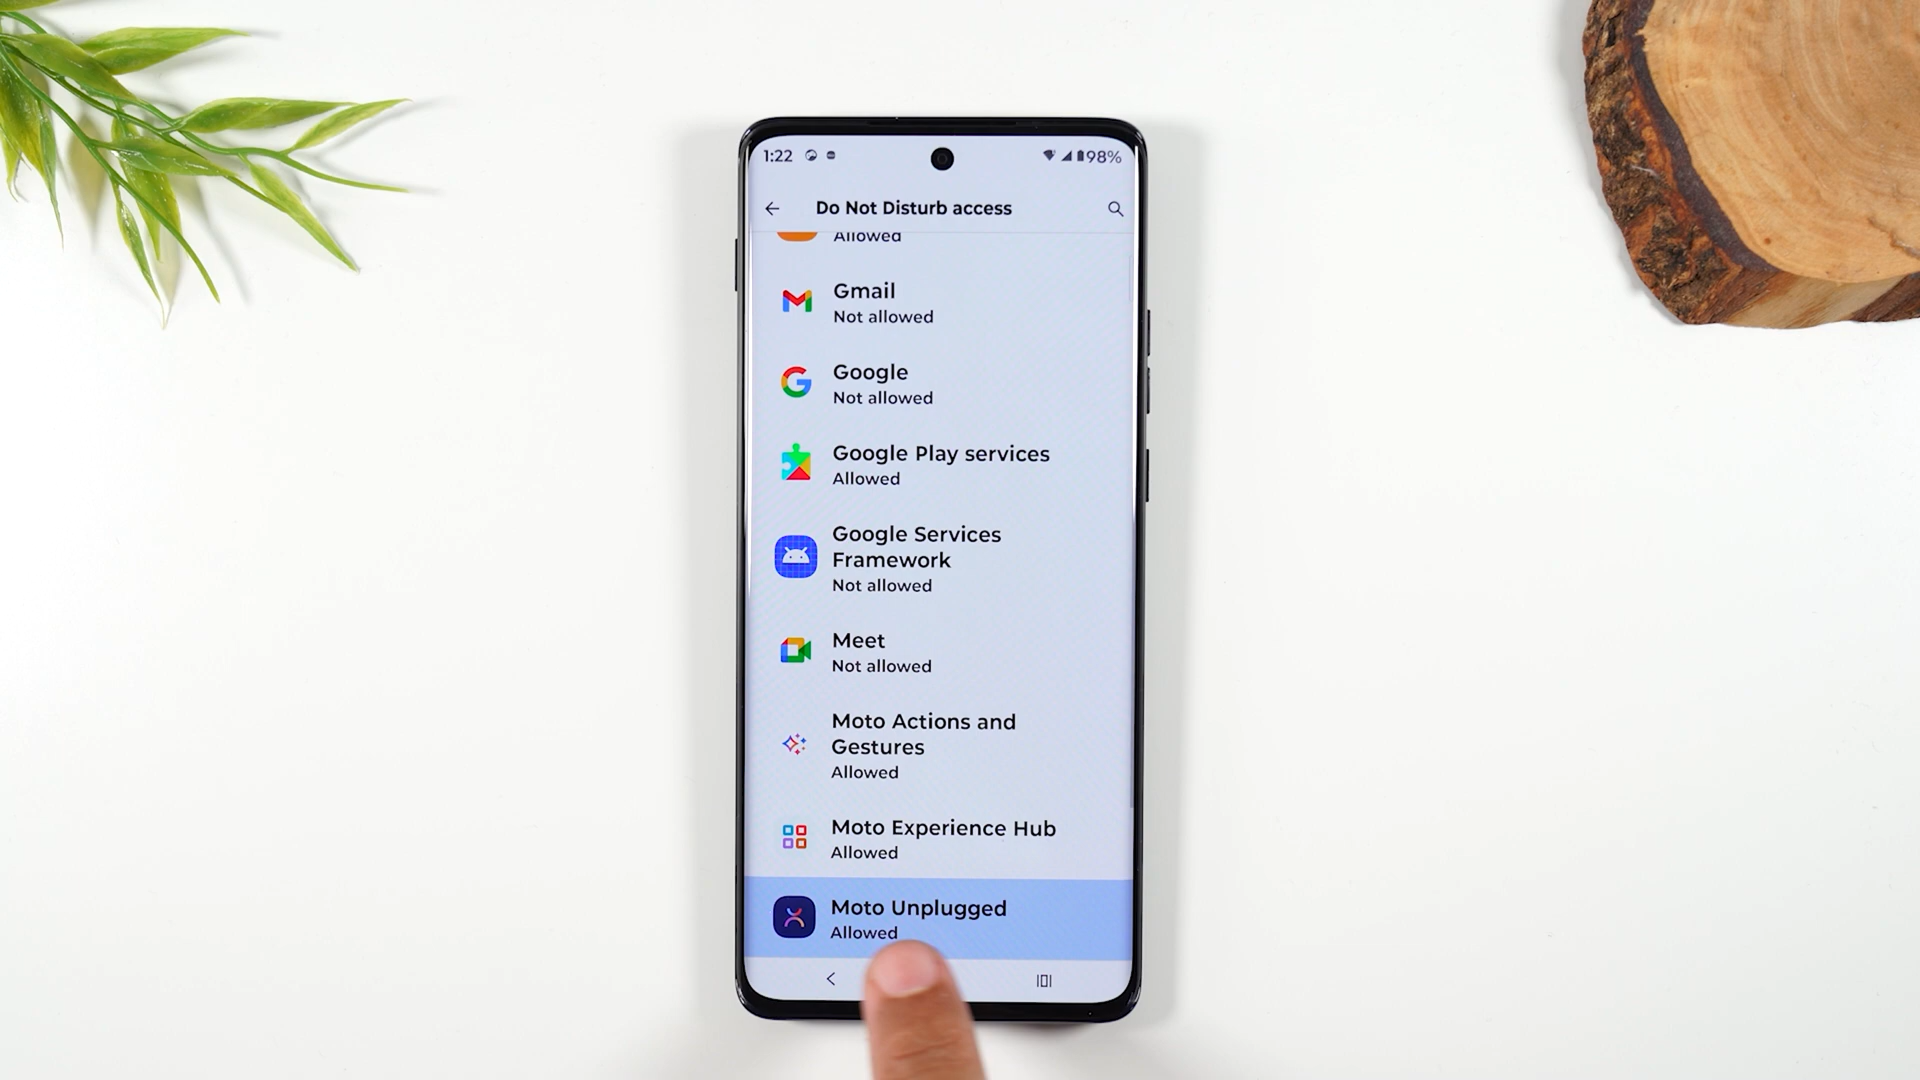 1:22
98%
Do Not Disturb access
Allowed
Gmail
Not allowed
Google
Not allowed
Google Play services
Allowed
Google Services
Framework
Not allowed
Meet
Not allowed
Moto Actions and
Gestures
Allowed
Moto Experience Hub
Allowed
Moto Unplugged
Allowed